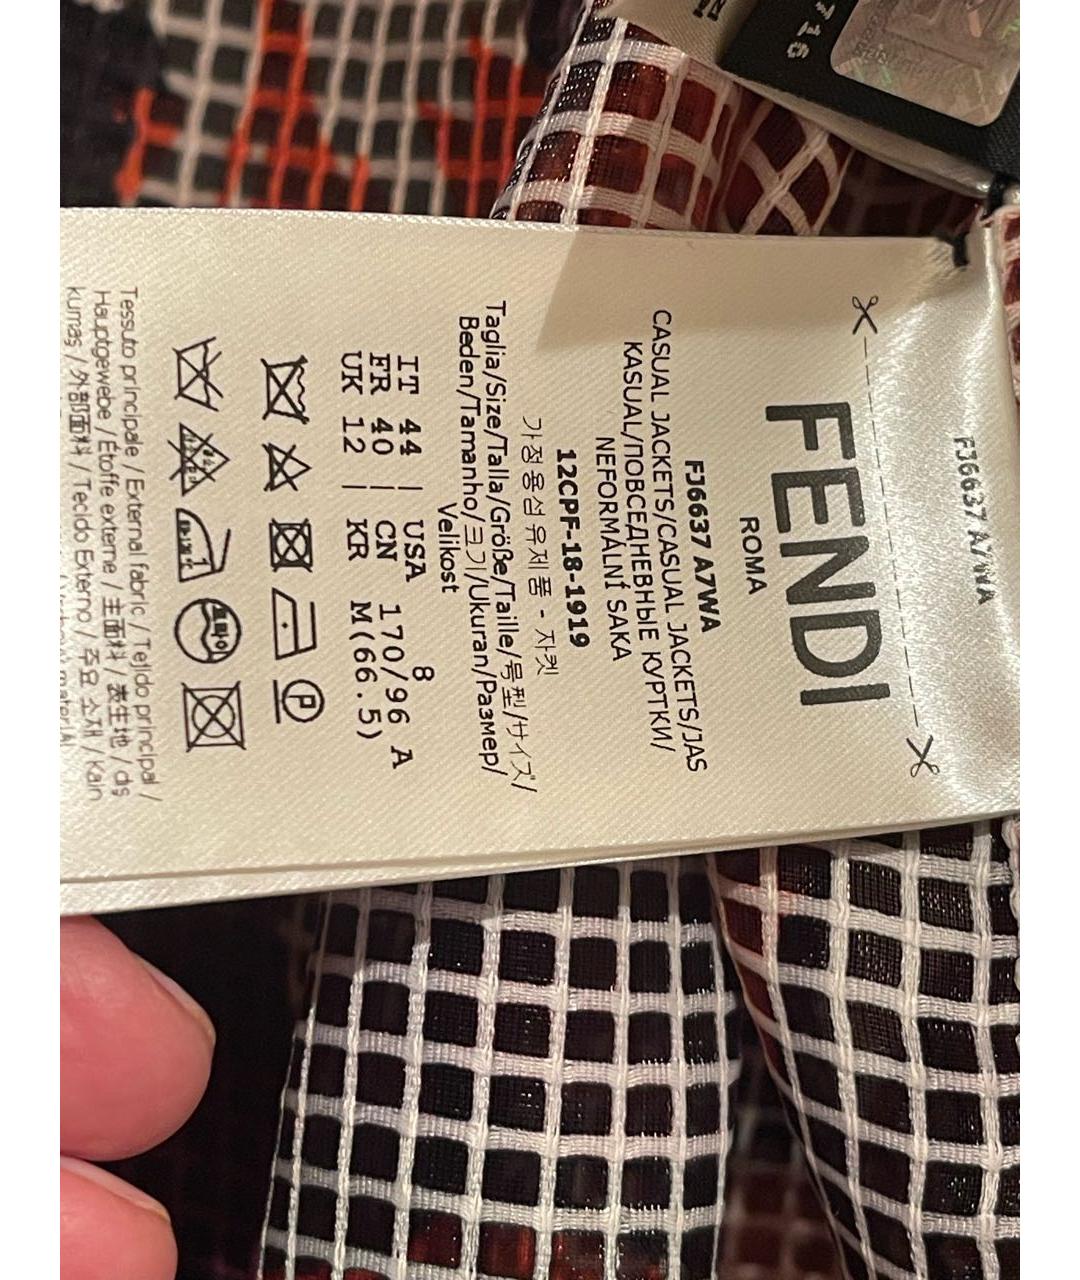 716
FJ6637 A7WA
FENDI
ROMA
FJ6637 A7WA
CASUAL JACKETS/CASUAL JACKETS/JAS
KASUAL/ПОВСЕДНЕВНЫЕ КУРТКИ/
NEFORMÁLNÍ SAKA
12CPF-18-1919
가정용섬유제품 - 자켓
Taglia/Size/Talla/Größe/Taille/号型/サイズ/
Beden/Tamanho/크기/Ukuran/Размер/
Velikost
IT 44 | USA 8
FR 40 | CN 170/96 A
UK 12 | KR M(66.5)
P
Tessuto principale / External fabric / Tejido principal /
Hauptgewebe / Étoffe externe / 主面料 / 表生地 / dış
kumaş / 外部面料 / Tecido Externo / 주요 소재 / Kain